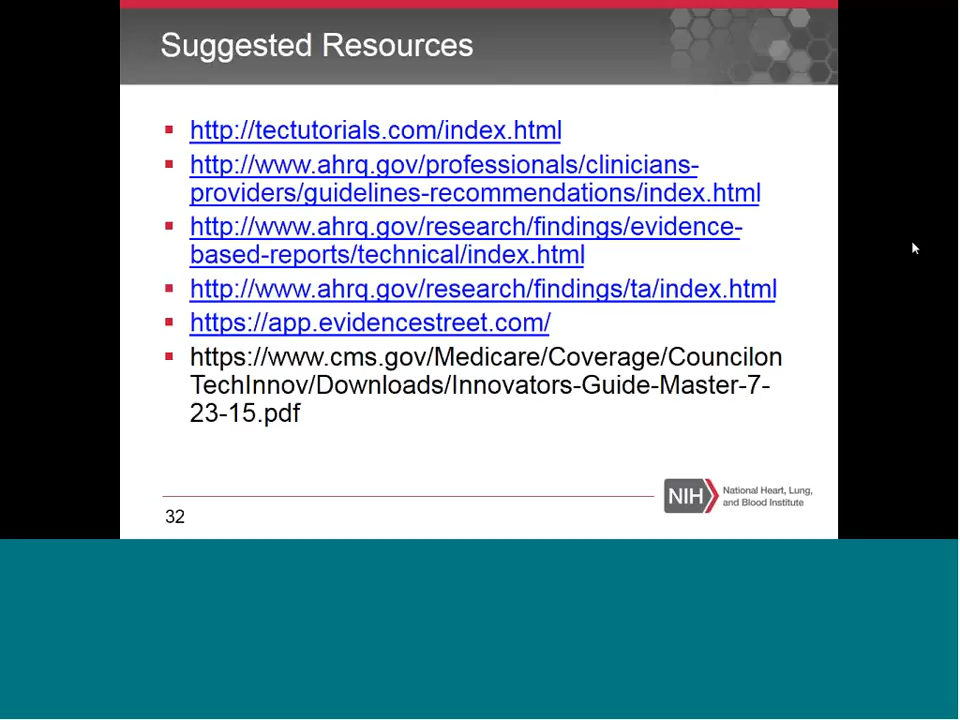 Suggested Resources
http://tectutorials.com/index.html
http://www.ahrq.gov/professionals/clinicians-
providers/guidelines-recommendations/index.html
http://www.ahrq.gov/research/findings/evidence-
based-reports/technical/index.html
http://www.ahrq.gov/research/findings/ta/index.html
https://app.evidencestreet.com/
https://www.cms.gov/Medicare/Coverage/Councilon
TechInnov/Downloads/Innovators-Guide-Master-7-
23-15.pdf
NIH
National Heart, Lung,
and Blood Institute
32